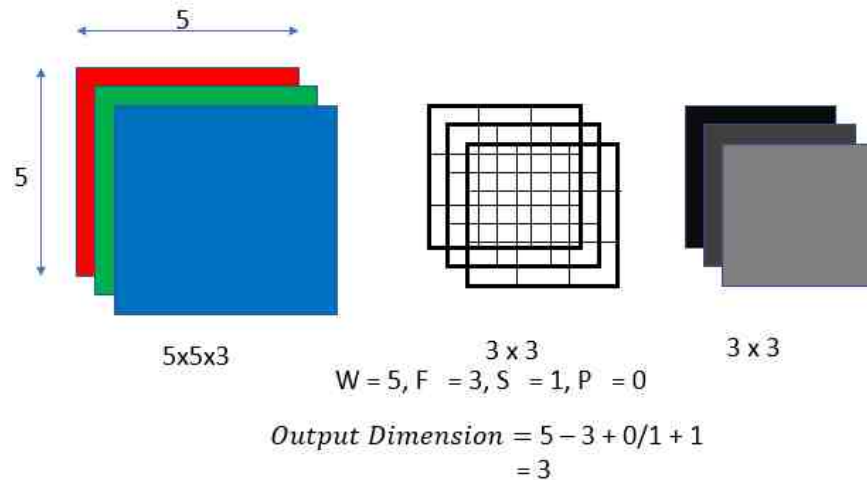 5
5
5x5x3
3 x 3
3 x 3
W = 5, F = 3, S = 1, P = 0
Output Dimension = 5 − 3 + 0/1 + 1
= 3